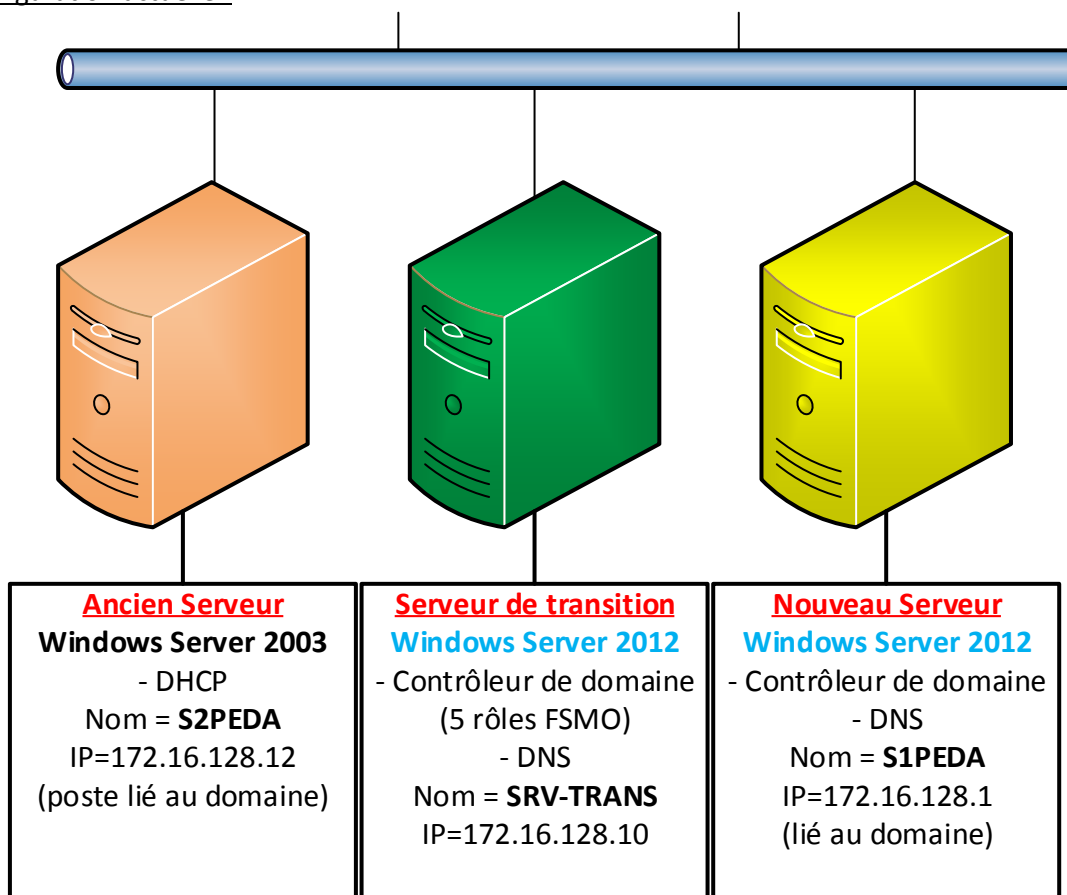 Ancien Serveur
Windows Server 2003
- DHCP
Nom = S2PEDA
IP=172.16.128.12
(poste lié au domaine)
Serveur de transition
Windows Server 2012
- Contrôleur de domaine
(5 rôles FSMO)
- DNS
Nom = SRV-TRANS
IP=172.16.128.10
Nouveau Serveur
Windows Server 2012
- Contrôleur de domaine
- DNS
Nom = S1PEDA
IP=172.16.128.1
(lié au domaine)